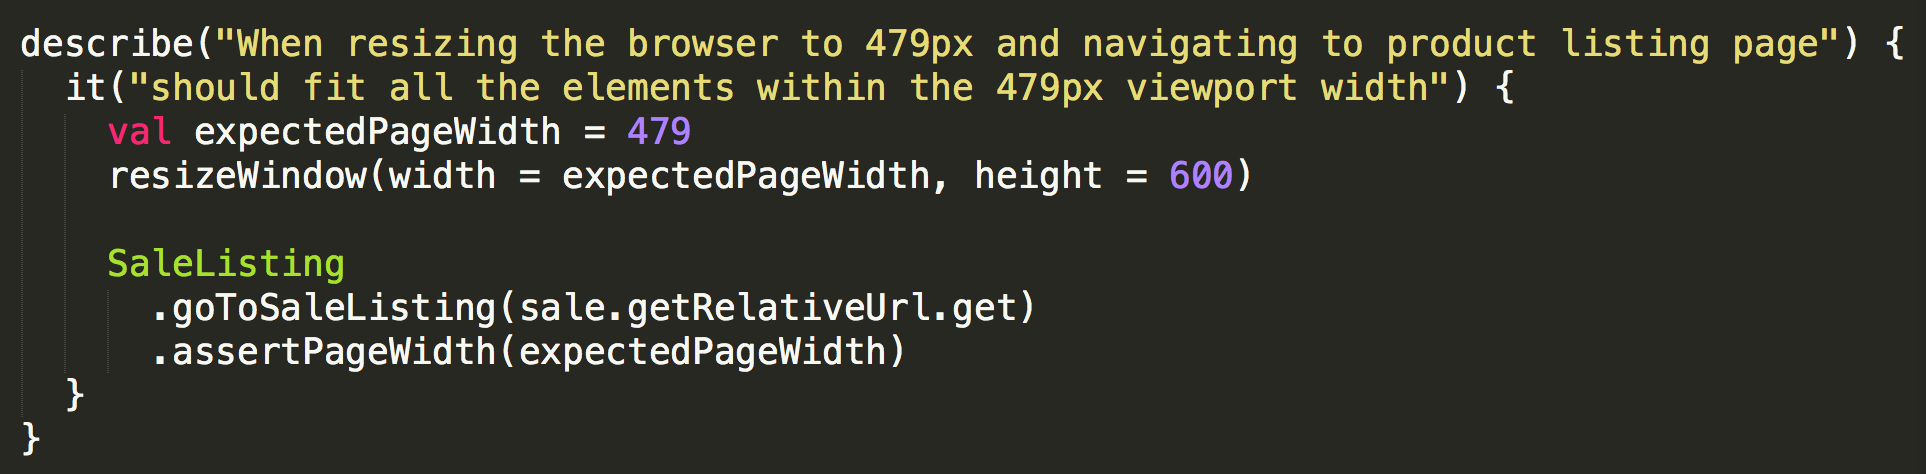 describe("When resizing the browser to 479px and navigating to product listing page") {
  it("should fit all the elements within the 479px viewport width") {
    val expectedPageWidth = 479
    resizeWindow(width = expectedPageWidth, height = 600)

    SaleListing
      .goToSaleListing(sale.getRelativeUrl.get)
      .assertPageWidth(expectedPageWidth)
  }
}